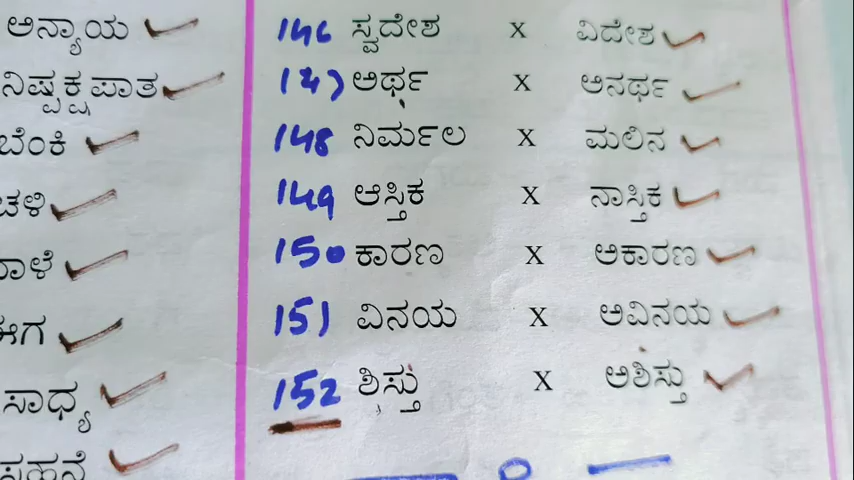 ಅನ್ಯಾಯ
ನಿಷ್ಪಕ್ಷಪಾತ
ಬೆಂಕಿ
ಚಳಿ
ಸಾಧ್ಯ
146 ಸ್ವದೇಶ x ವಿದೇಶ
147 ಅರ್ಥ x ಅನರ್ಥ
148 ನಿರ್ಮಲ x ಮಲಿನ
149 ಆಸ್ತಿಕ x ನಾಸ್ತಿಕ
150 ಕಾರಣ x ಅಕಾರಣ
151 ವಿನಯ x ಅವಿನಯ
152 ಶಿಸ್ತು x ಅಶಿಸ್ತು